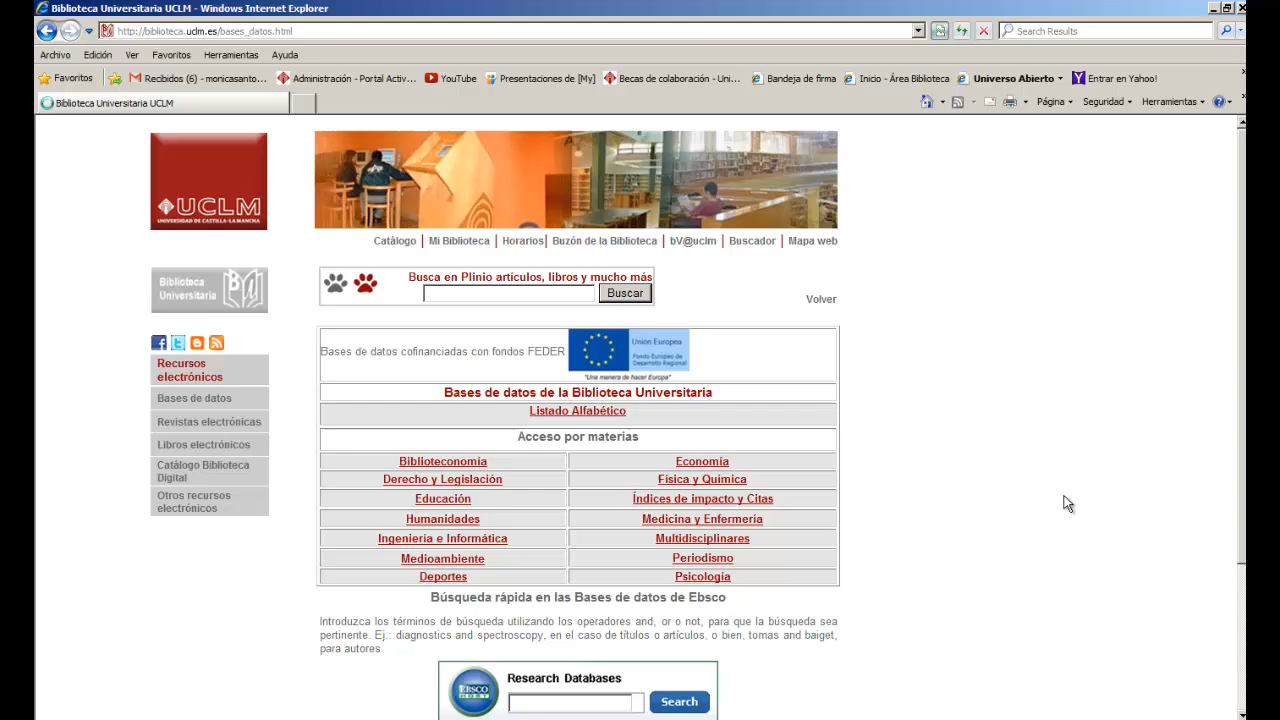 Biblioteca Universitaria UCLM - Windows Internet Explorer
http://biblioteca.uclm.es/bases_datos.html
Search Results
Archivo Edición Ver Favoritos Herramientas Ayuda
Favorites Recibidos (6) - monicasanto... Administración - Portal Activ... YouTube Presentaciones de [My] Becas de colaboración - Uni... Bandeja de firma Inicio - Área Biblioteca Universo Abierto Entrar en Yahoo!
Biblioteca Universitaria UCLM
Página Seguridad Herramientas
UCLM
UNIVERSIDAD DE CASTILLA-LA MANCHA
Catálogo | Mi Biblioteca | Horarios| Buzón de la Biblioteca | bV@uclm | Buscador | Mapa web
Biblioteca
Universitaria
Busca en Plinio artículos, libros y mucho más
Buscar
Volver
Recursos
electrónicos
Bases de datos
Revistas electrónicas
Libros electrónicos
Catálogo Biblioteca
Digital
Otros recursos
electrónicos
Bases de datos cofinanciadas con fondos FEDER
Unión Europea
Fondo Europeo de
Desarrollo Regional
"Una manera de hacer Europa"
Bases de datos de la Biblioteca Universitaria
Listado Alfabético
Acceso por materias
Biblioteconomía Economía
Derecho y Legislación Física y Química
Educación Índices de impacto y Citas
Humanidades Medicina y Enfermería
Ingeniería e Informática Multidisciplinares
Medioambiente Periodismo
Deportes Psicología
Búsqueda rápida en las Bases de datos de Ebsco
Introduzca los términos de búsqueda utilizando los operadores and, or o not, para que la búsqueda sea
pertinente. Ej.: diagnostics and spectroscopy, en el caso de títulos o artículos, o bien, tomas and baiget,
para autores.
EBSCO
HOST
Research Databases
Search